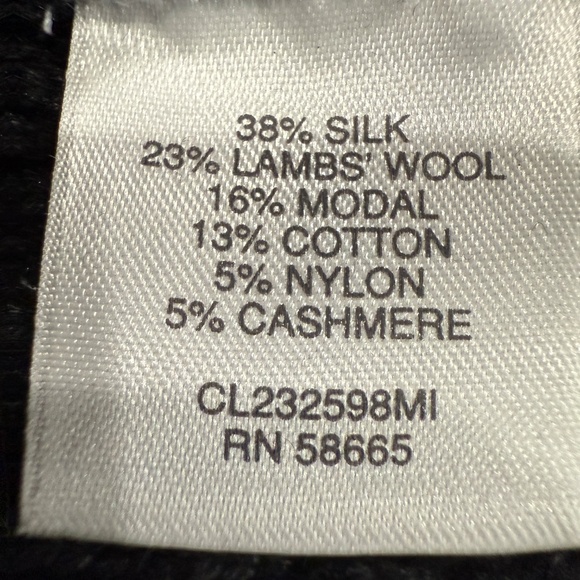 38% SILK
23% LAMBS' WOOL
16% MODAL
13% COTTON
5% NYLON
5% CASHMERE
CL232598MI
RN 58665